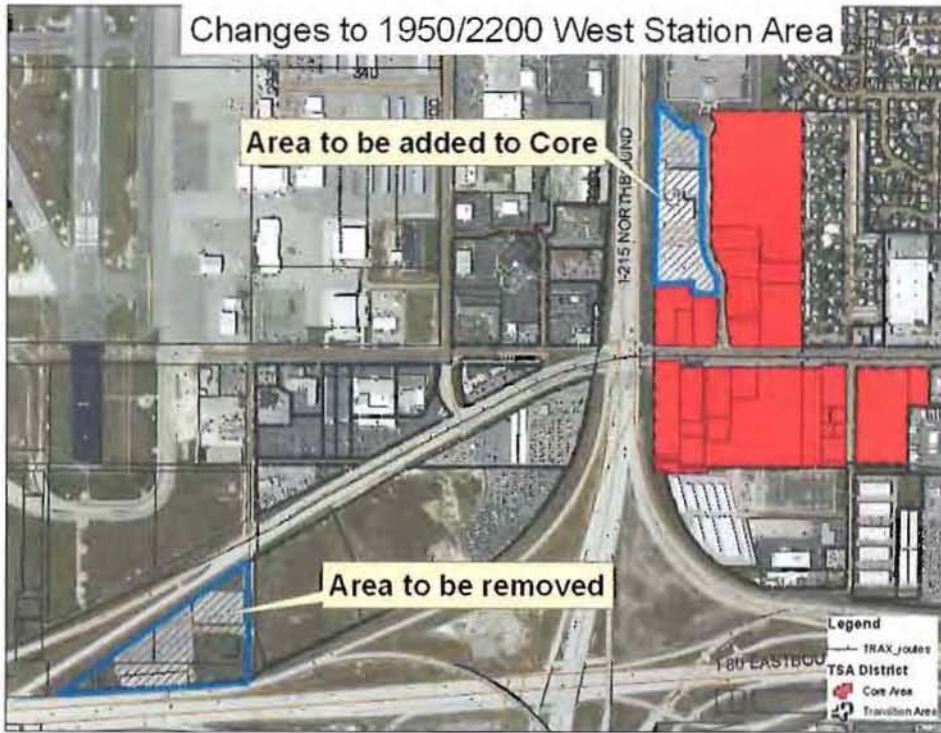 Changes to 1950/2200 West Station Area
340
Area to be added to Core
I-215 NORTHBOUND
Area to be removed
I-80 EASTBOU
Legend
TRAX_routes
TSA District
Core Area
Transition Area